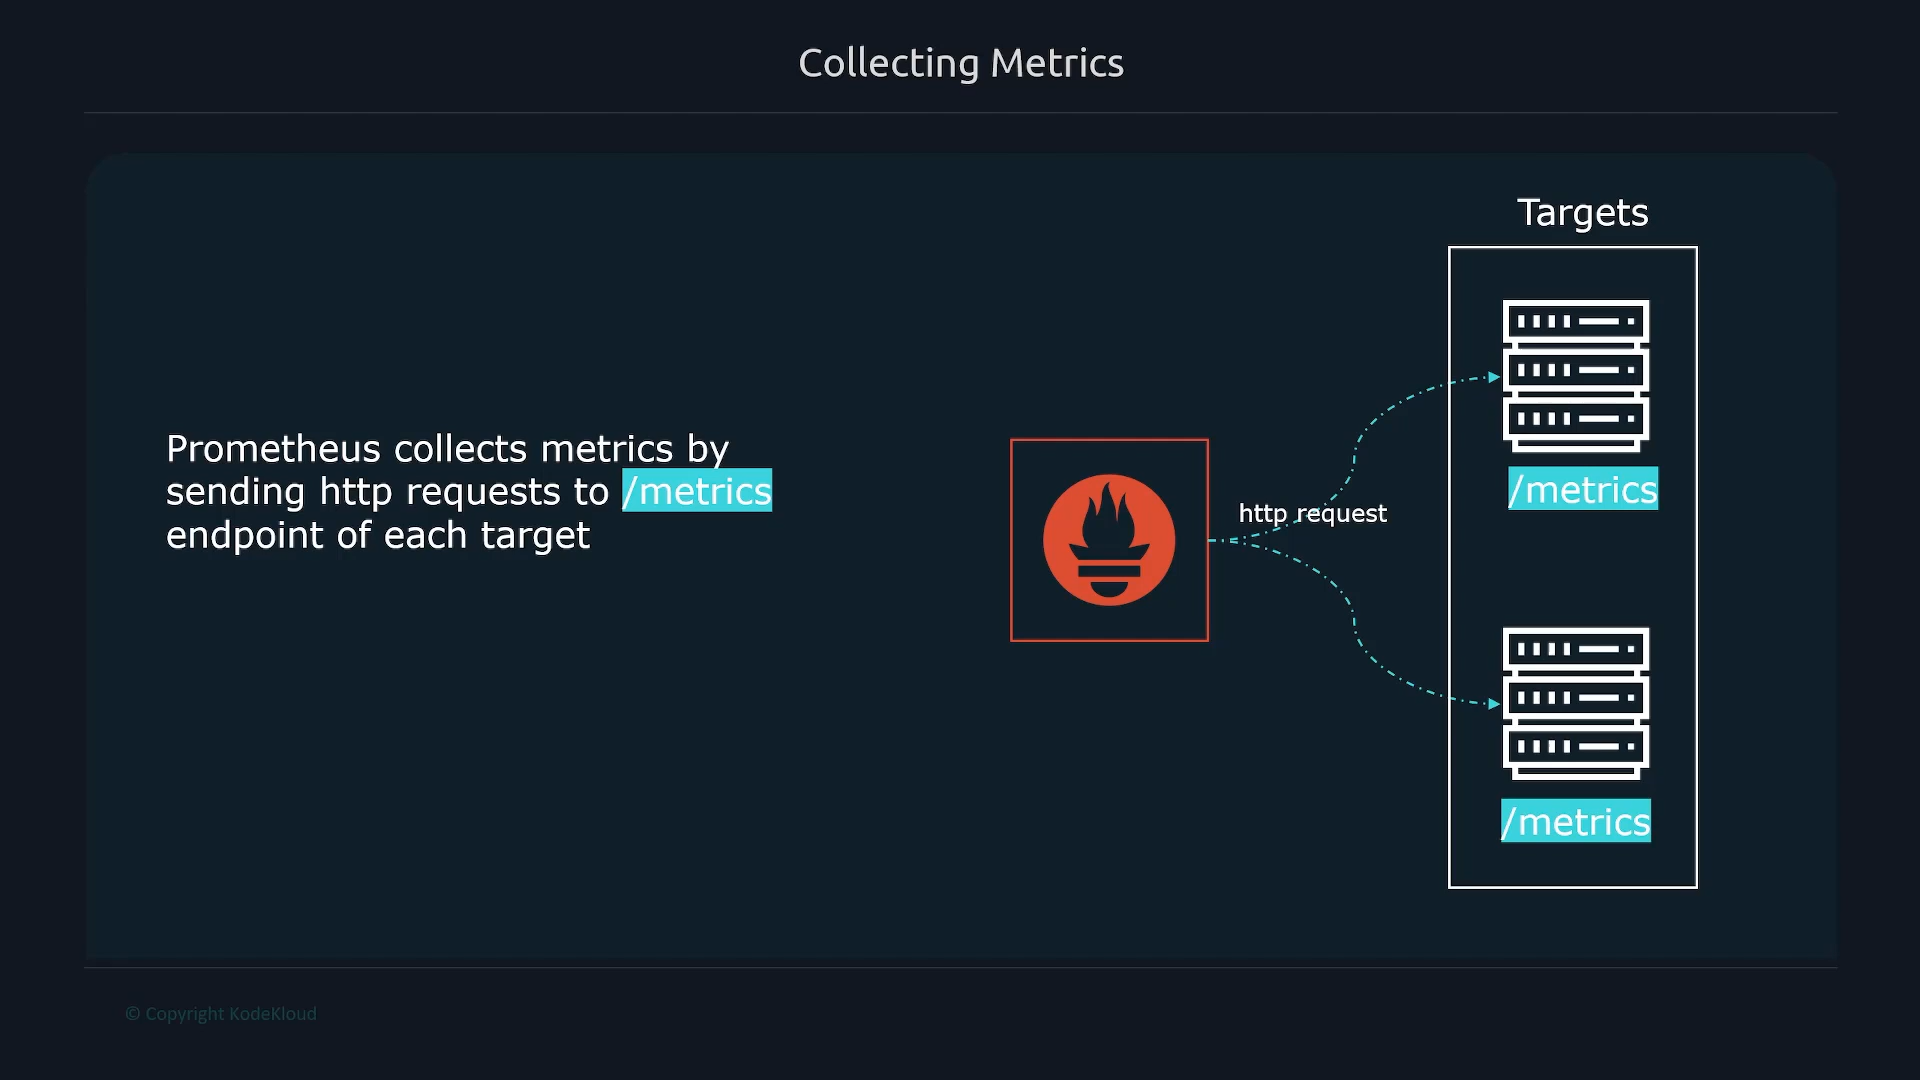 Collecting Metrics
Targets
Prometheus collects metrics by
sending http requests to /metrics
endpoint of each target
http request
/metrics
/metrics
© Copyright KodeKloud